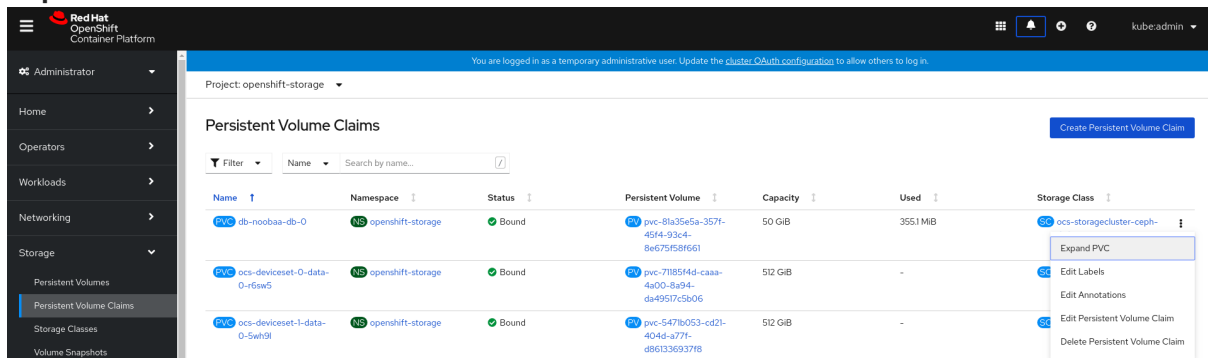 Red Hat
OpenShift
Container Platform
kube:admin
Administrator
You are logged in as a temporary administrative user. Update the cluster OAuth configuration to allow others to log in.
Project: openshift-storage
Home
Persistent Volume Claims
Create Persistent Volume Claim
Operators
Filter
Name
Search by name...
/
Workloads
Name
Namespace
Status
Persistent Volume
Capacity
Used
Storage Class
Networking
PVC db-noobaa-db-0
NS openshift-storage
Bound
PV pvc-81a35e5a-357f-
45f4-93c4-
8e675f58f661
50 GiB
355.1 MiB
SC ocs-storagecluster-ceph-
Storage
Expand PVC
Persistent Volumes
PVC ocs-deviceset-0-data-
0-r6sw5
NS openshift-storage
Bound
PV pvc-71185f4d-caaa-
4a00-8a94-
da49517c5b06
512 GiB
-
SC
Edit Labels
Edit Annotations
Persistent Volume Claims
Storage Classes
PVC ocs-deviceset-1-data-
0-5wh9l
NS openshift-storage
Bound
PV pvc-5471b053-cd21-
404d-a77f-
d861336937f8
512 GiB
-
SC
Edit Persistent Volume Claim
Delete Persistent Volume Claim
Volume Snapshots